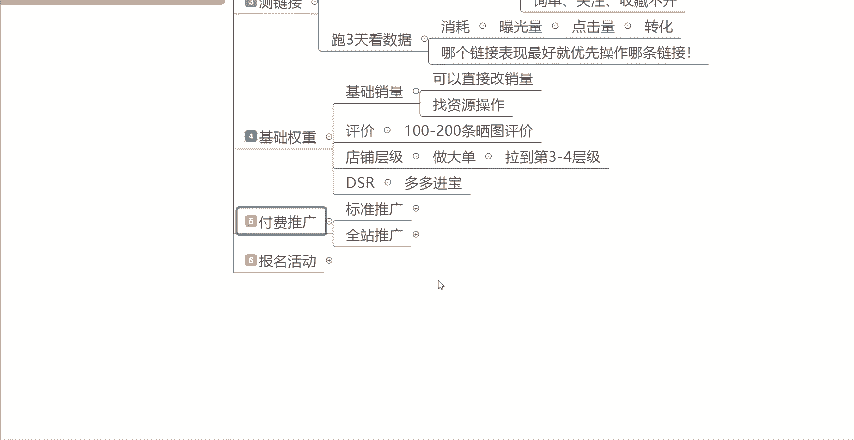 询单、关注、收藏不开
3 测链接
消耗 曝光量 点击量 转化
跑3天看数据
哪个链接表现最好就优先操作哪条链接！
可以直接改销量
基础销量
找资源操作
评价 100-200条晒图评价
4 基础权重
店铺层级 做大单 拉到第3-4层级
DSR 多多进宝
标准推广
5 付费推广
全站推广
6 报名活动